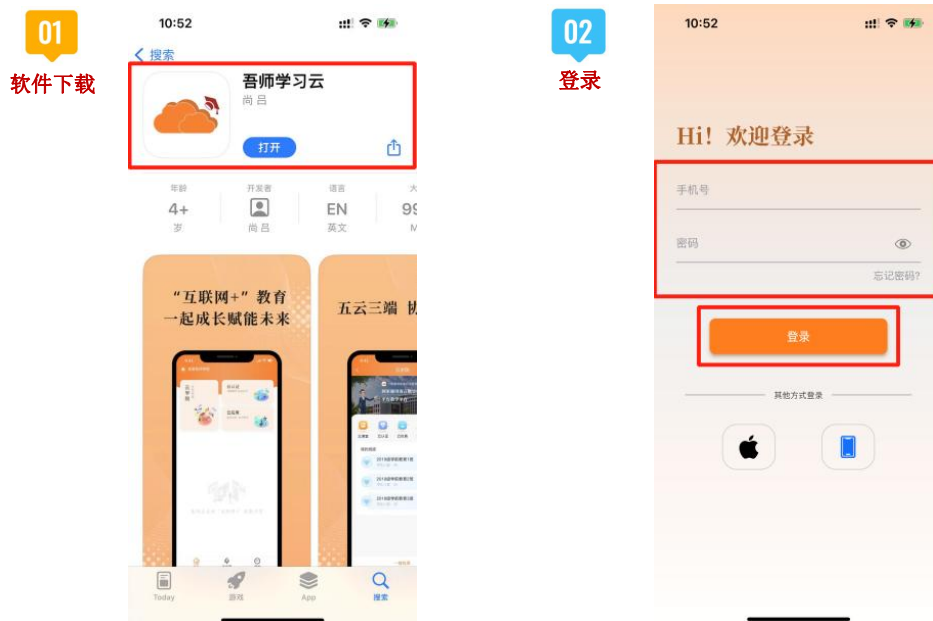 01
软件下载
10:52
搜索
吾师学习云
尚吕
打开
年龄
4+
岁
开发者
尚吕
语言
EN
英文
大
99
M
“互联网+”教育
一起成长赋能未来
五云三端 协
Today
游戏
App
搜索
02
登录
10:52
Hi！欢迎登录
手机号
密码
忘记密码?
登录
其他方式登录